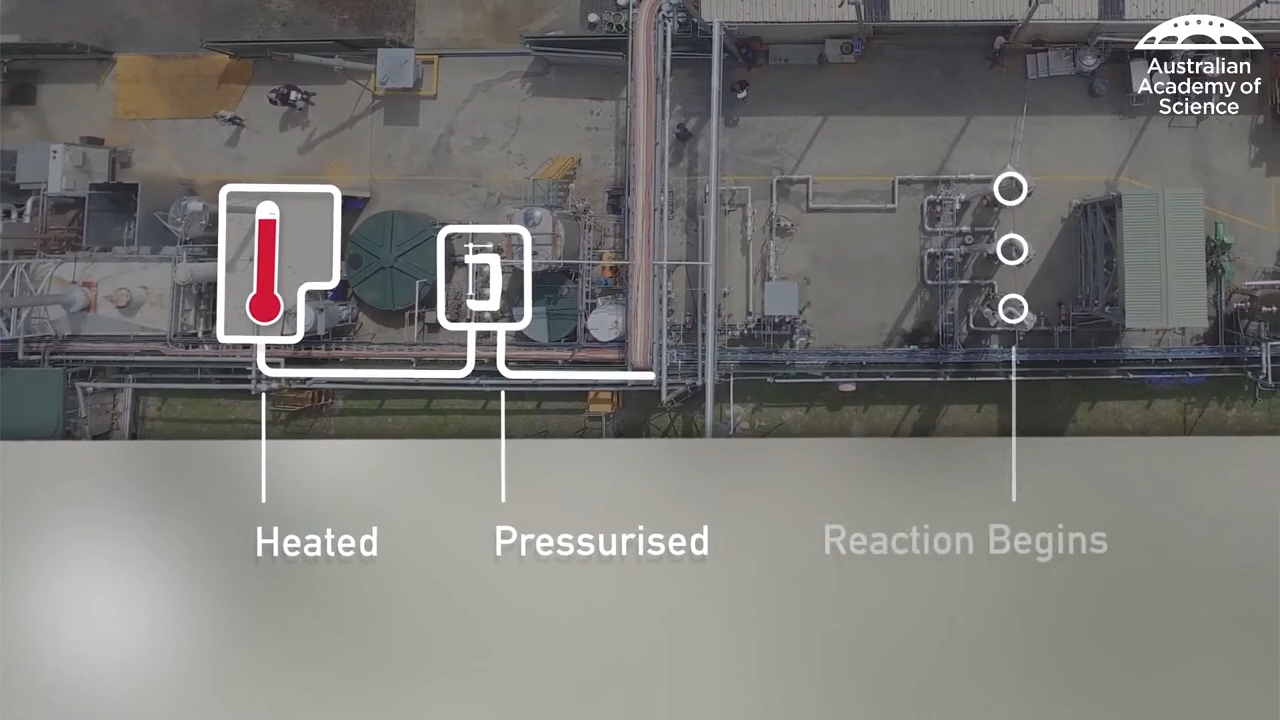 Australian
Academy of
Science
Heated
Pressurised
Reaction Begins